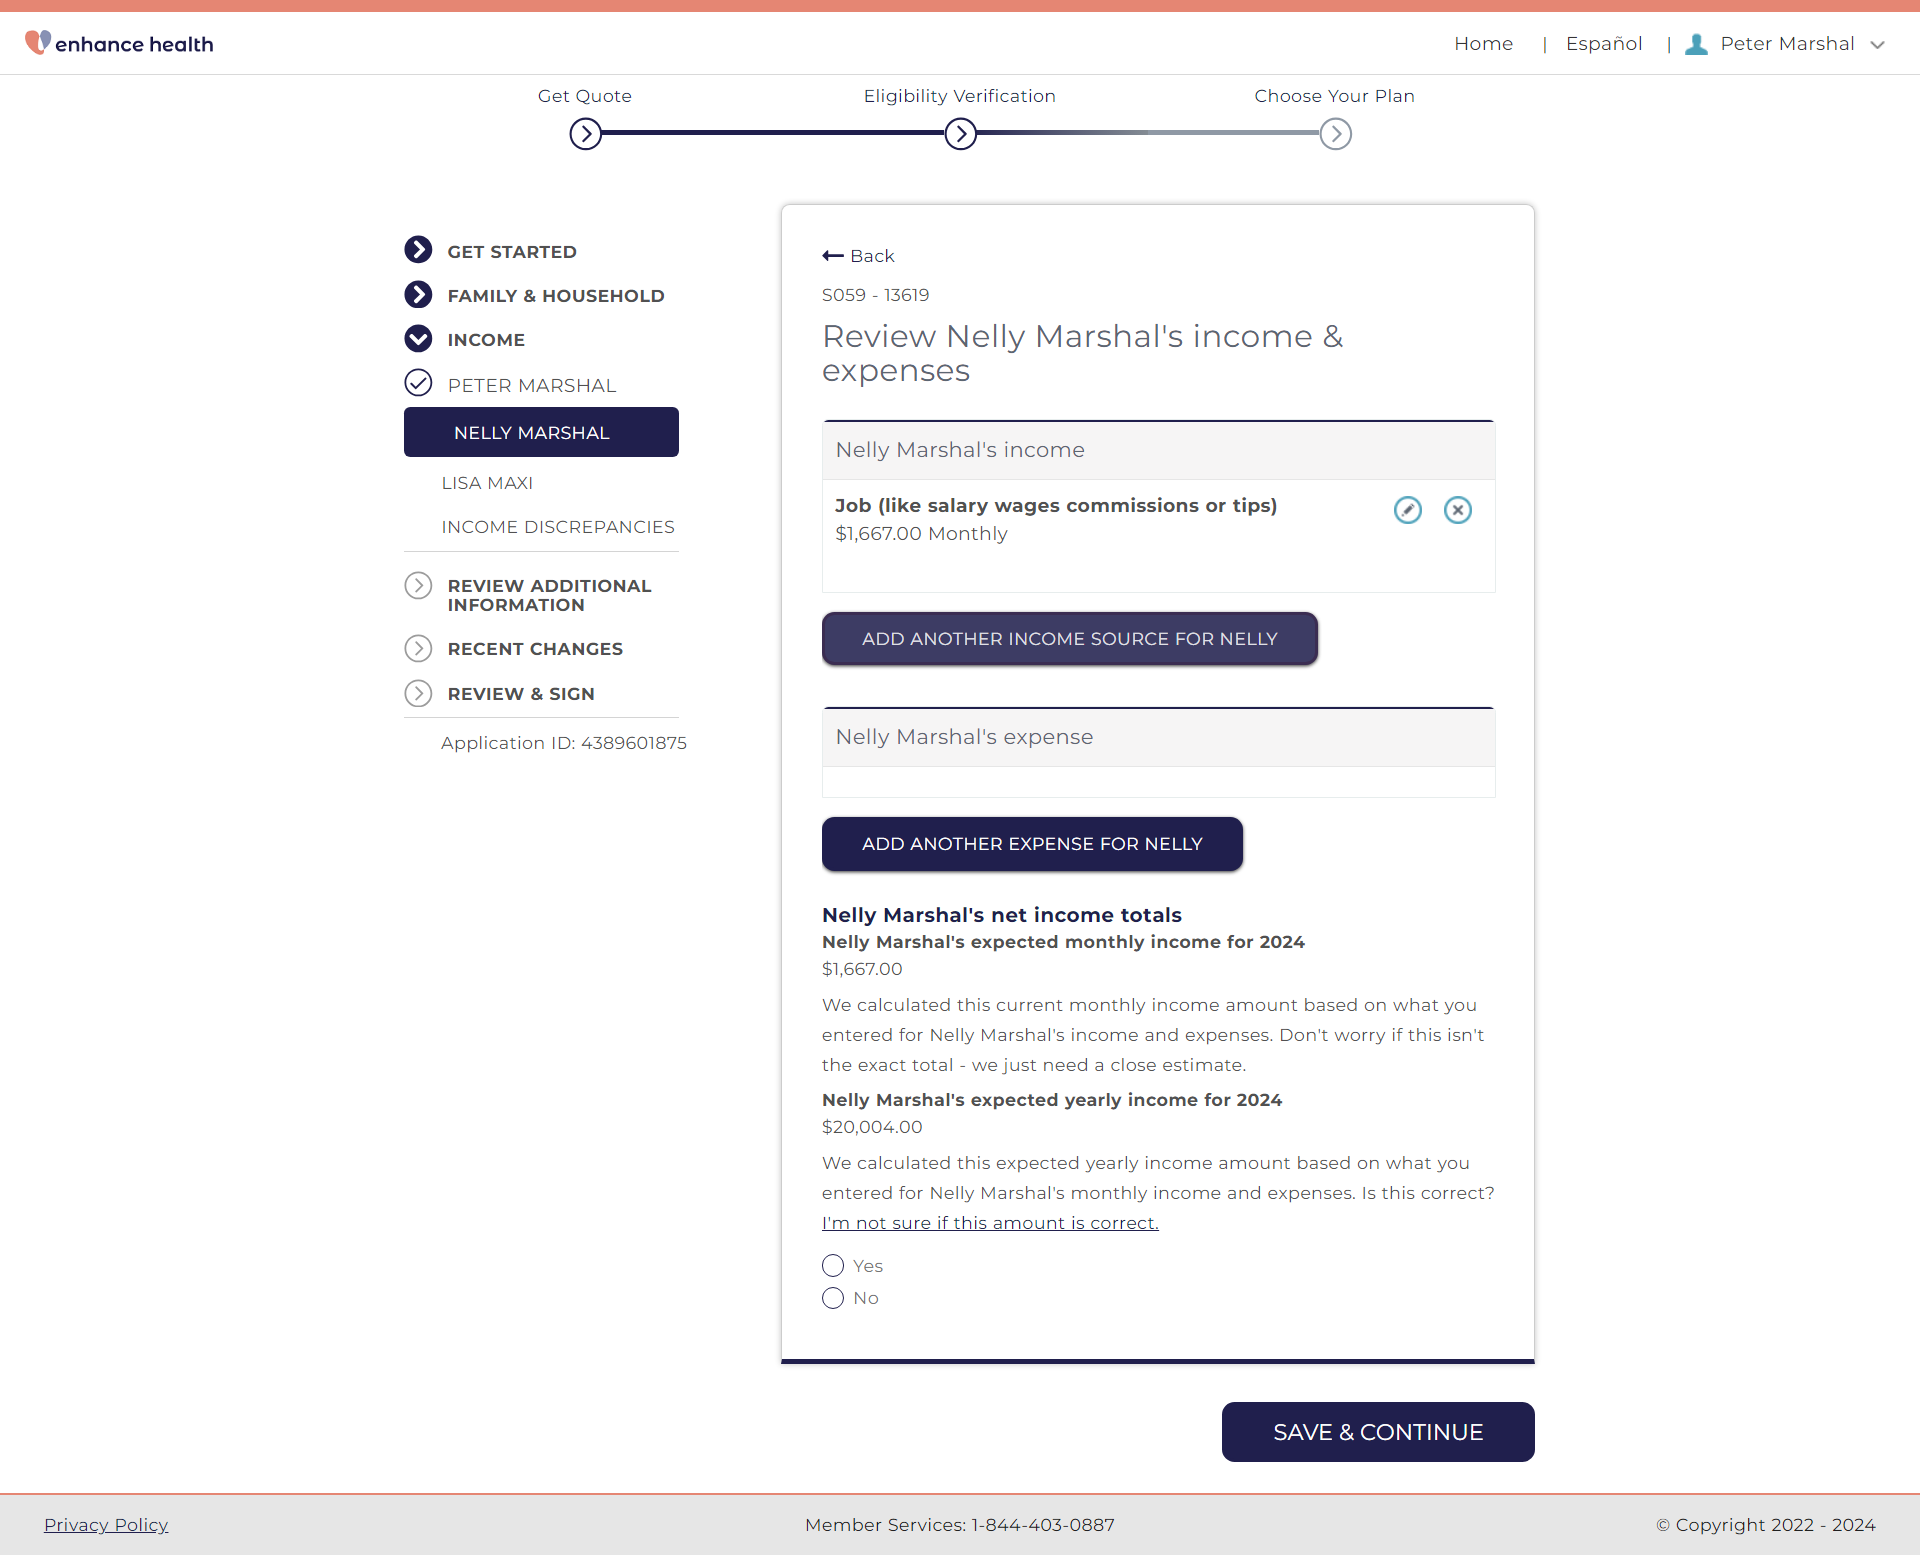 enhance health
Home | Español | Peter Marshal
Get Quote
Eligibility Verification
Choose Your Plan
GET STARTED
FAMILY & HOUSEHOLD
INCOME
PETER MARSHAL
NELLY MARSHAL
LISA MAXI
INCOME DISCREPANCIES
REVIEW ADDITIONAL
INFORMATION
RECENT CHANGES
REVIEW & SIGN
Application ID: 4389601875
Back
S059 - 13619
Review Nelly Marshal's income &
expenses
Nelly Marshal's income
Job (like salary wages commissions or tips)
$1,667.00 Monthly
ADD ANOTHER INCOME SOURCE FOR NELLY
Nelly Marshal's expense
ADD ANOTHER EXPENSE FOR NELLY
Nelly Marshal's net income totals
Nelly Marshal's expected monthly income for 2024
$1,667.00
We calculated this current monthly income amount based on what you
entered for Nelly Marshal's income and expenses. Don't worry if this isn't
the exact total - we just need a close estimate.
Nelly Marshal's expected yearly income for 2024
$20,004.00
We calculated this expected yearly income amount based on what you
entered for Nelly Marshal's monthly income and expenses. Is this correct?
I'm not sure if this amount is correct.
Yes
No
SAVE & CONTINUE
Privacy Policy
Member Services: 1-844-403-0887
© Copyright 2022 - 2024